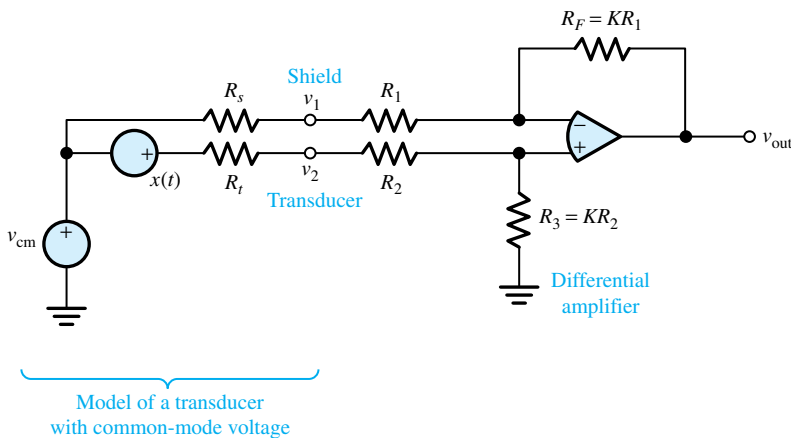 R_F = KR_1
Shield
R_s
v_1
R_1
−
+
v_out
+
x(t)
R_t
v_2
R_2
Transducer
v_cm
+
R_3 = KR_2
Differential
amplifier
Model of a transducer
with common-mode voltage